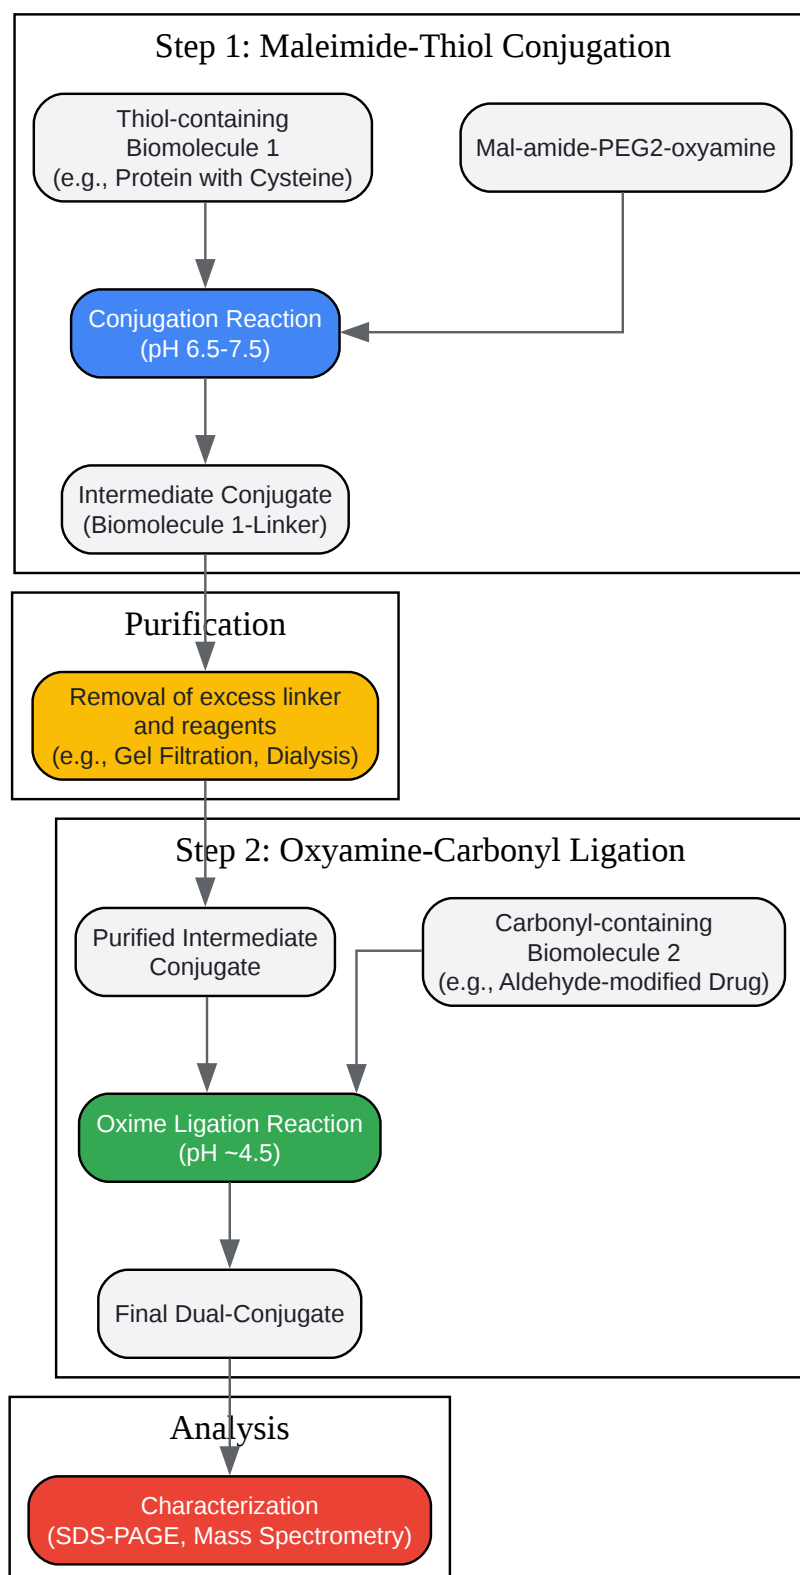 Step 1: Maleimide-Thiol Conjugation
Thiol-containing
Biomolecule 1
(e.g., Protein with Cysteine)
Mal-amide-PEG2-oxyamine
Conjugation Reaction
(pH 6.5-7.5)
Intermediate Conjugate
(Biomolecule 1-Linker)
Purification
Removal of excess linker
and reagents
(e.g., Gel Filtration, Dialysis)
Step 2: Oxyamine-Carbonyl Ligation
Purified Intermediate
Conjugate
Carbonyl-containing
Biomolecule 2
(e.g., Aldehyde-modified Drug)
Oxime Ligation Reaction
(pH ~4.5)
Final Dual-Conjugate
Analysis
Characterization
(SDS-PAGE, Mass Spectrometry)